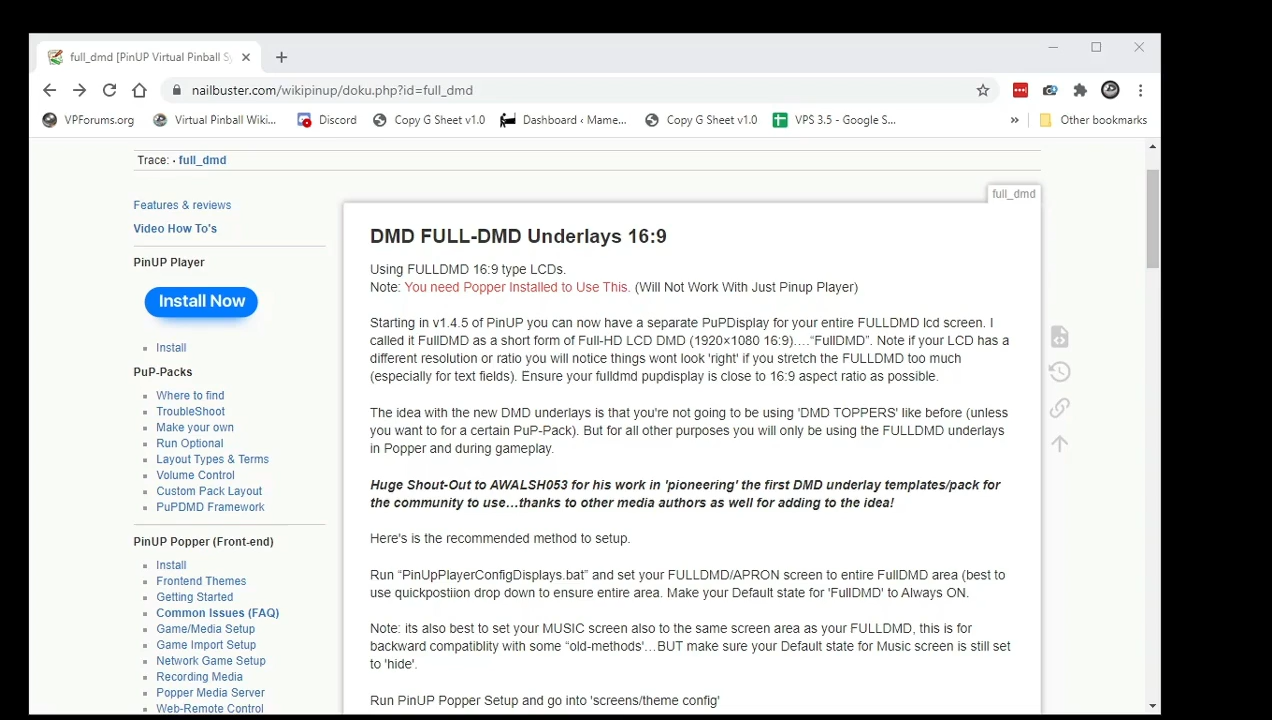 full_dmd [PinUP Virtual Pinball Sy
nailbuster.com/wikipinup/doku.php?id=full_dmd
VPForums.org
Virtual Pinball Wiki...
Discord
Copy G Sheet v1.0
Dashboard ‹ Mame...
Copy G Sheet v1.0
VPS 3.5 - Google S...
»
Other bookmarks
Trace: • full_dmd
full_dmd
Features & reviews
Video How To's
PinUP Player
Install Now
Install
PuP-Packs
Where to find
TroubleShoot
Make your own
Run Optional
Layout Types & Terms
Volume Control
Custom Pack Layout
PuPDMD Framework
PinUP Popper (Front-end)
Install
Frontend Themes
Getting Started
Common Issues (FAQ)
Game/Media Setup
Game Import Setup
Network Game Setup
Recording Media
Popper Media Server
Web-Remote Control
DMD FULL-DMD Underlays 16:9
Using FULLDMD 16:9 type LCDs.
Note: You need Popper Installed to Use This. (Will Not Work With Just Pinup Player)
Starting in v1.4.5 of PinUP you can now have a separate PuPDisplay for your entire FULLDMD lcd screen. I
called it FullDMD as a short form of Full-HD LCD DMD (1920×1080 16:9)….“FullDMD”. Note if your LCD has a
different resolution or ratio you will notice things wont look 'right' if you stretch the FULLDMD too much
(especially for text fields). Ensure your fulldmd pupdisplay is close to 16:9 aspect ratio as possible.
The idea with the new DMD underlays is that you're not going to be using 'DMD TOPPERS' like before (unless
you want to for a certain PuP-Pack). But for all other purposes you will only be using the FULLDMD underlays
in Popper and during gameplay.
Huge Shout-Out to AWALSH053 for his work in 'pioneering' the first DMD underlay templates/pack for
the community to use…thanks to other media authors as well for adding to the idea!
Here's is the recommended method to setup.
Run “PinUpPlayerConfigDisplays.bat” and set your FULLDMD/APRON screen to entire FullDMD area (best to
use quickpostiion drop down to ensure entire area. Make your Default state for 'FullDMD' to Always ON.
Note: its also best to set your MUSIC screen also to the same screen area as your FULLDMD, this is for
backward compatiblity with some “old-methods'…BUT make sure your Default state for Music screen is still set
to 'hide'.
Run PinUP Popper Setup and go into 'screens/theme config'